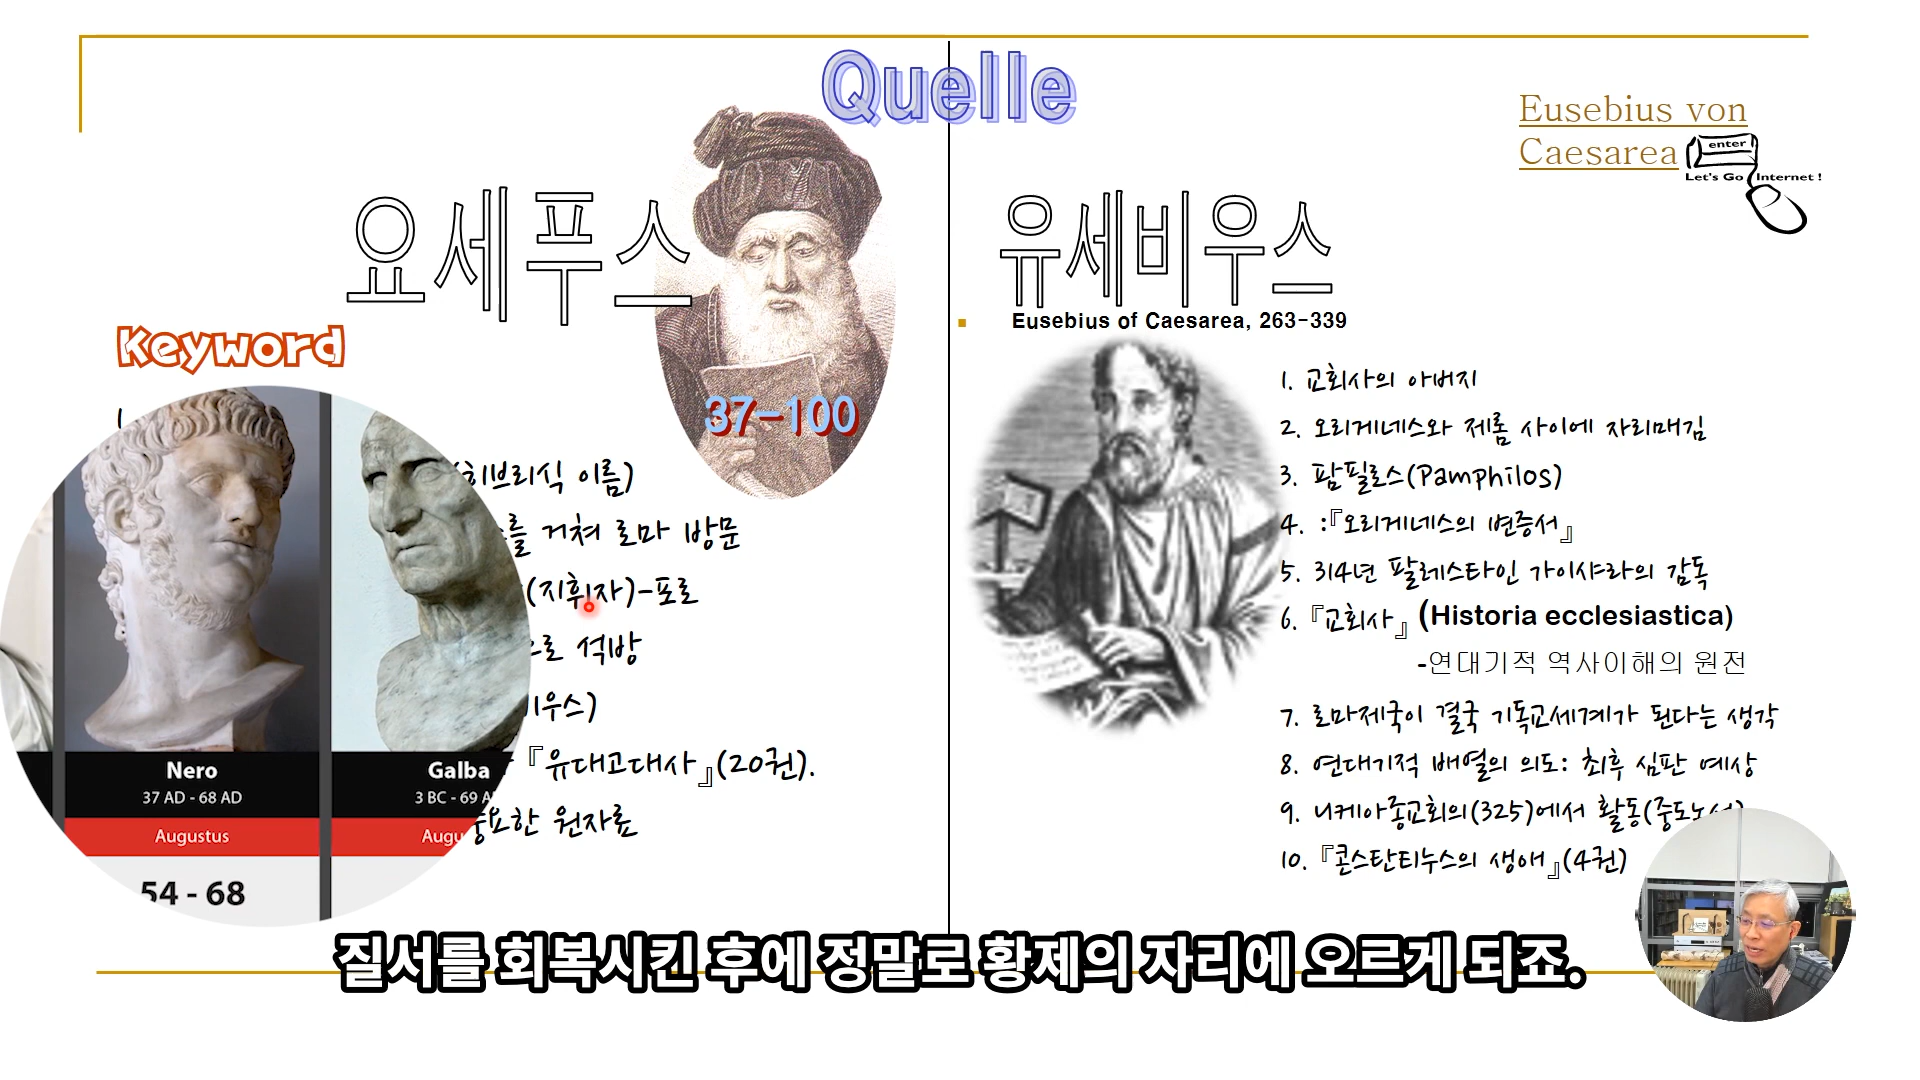 Quelle
Eusebius von
Caesarea
enter
Let's Go Internet !
요세푸스
37-100
Keyword
1.
(히브리식 이름)
를 거쳐 로마 방문
(지휘자)-포로
으로 석방
우스)
『유대고대사』(20권).
중요한 원자료
Nero
37 AD - 68 AD
Augustus
54 - 68
Galba
3 BC - 69 A
Augu
유세비우스
Eusebius of Caesarea, 263-339
1. 교회사의 아버지
2. 오리게네스와 제롬 사이에 자리매김
3. 팜필로스(Pamphilos)
4. :『오리게네스의 변증서』
5. 314년 팔레스타인 가이샤라의 감독
6. 『교회사』 (Historia ecclesiastica)
-연대기적 역사이해의 원전
7. 로마제국이 결국 기독교세계가 된다는 생각
8. 연대기적 배열의 의도: 최후 심판 예상
9. 니케아종교회의(325)에서 활동(중도노선)
10. 『콘스탄티누스의 생애』(4권)
질서를 회복시킨 후에 정말로 황제의 자리에 오르게 되죠.